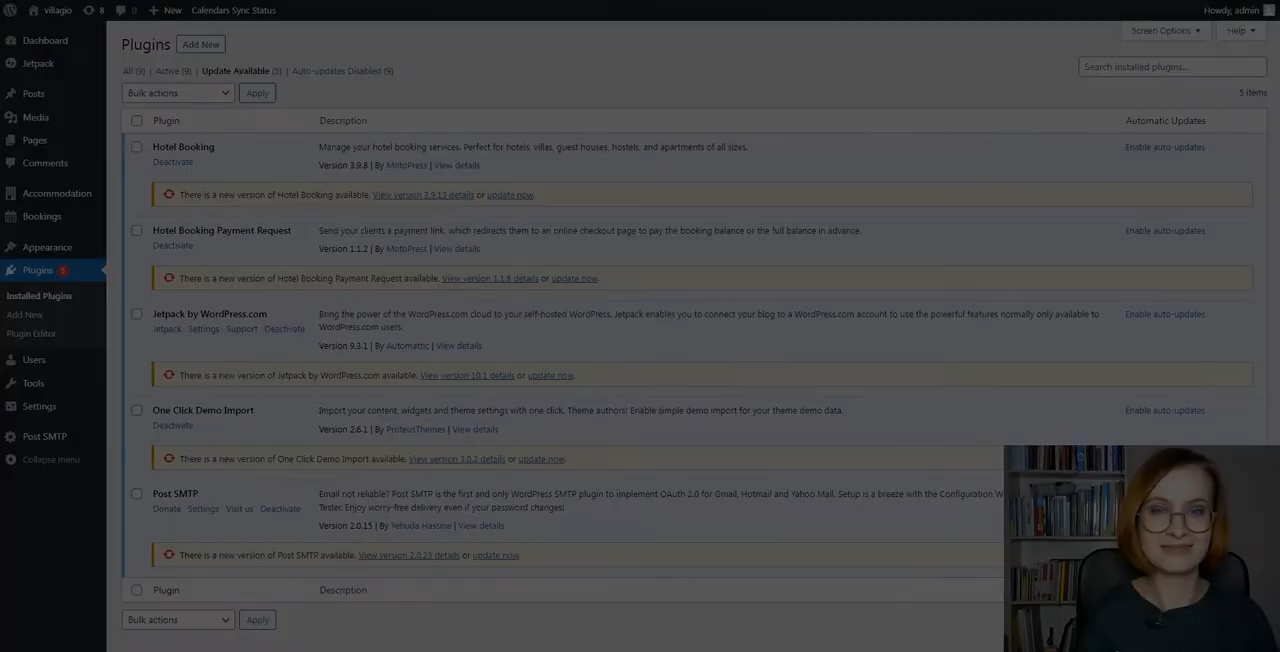 villagio 8 0 New Calendars Sync Status Howdy, admin
Dashboard
Jetpack
Posts
Media
Pages
Comments
Accommodation
Bookings
Appearance
Plugins 5
Installed Plugins
Add New
Plugin Editor
Users
Tools
Settings
Post SMTP
Collapse menu
Screen Options Help
Plugins Add New
All (9) | Active (9) | Update Available (5) | Auto-updates Disabled (9)
Search installed plugins...
Bulk actions Apply 5 items
Plugin Description Automatic Updates
Hotel Booking Manage your hotel booking services. Perfect for hotels, villas, guest houses, hostels, and apartments of all sizes. Enable auto-updates
Deactivate Version 3.9.8 | By MotoPress | View details
There is a new version of Hotel Booking available. View version 3.9.13 details or update now.
Hotel Booking Payment Request Send your clients a payment link, which redirects them to an online checkout page to pay the booking balance or the full balance in advance. Enable auto-updates
Deactivate Version 1.1.2 | By MotoPress | View details
There is a new version of Hotel Booking Payment Request available. View version 1.1.6 details or update now.
Jetpack by WordPress.com Bring the power of the WordPress.com cloud to your self-hosted WordPress. Jetpack enables you to connect your blog to a WordPress.com account to use the powerful features normally only available to Enable auto-updates
Jetpack Settings Support Deactivate WordPress.com users.
Version 9.3.1 | By Automattic | View details
There is a new version of Jetpack by WordPress.com available. View version 10.1 details or update now.
One Click Demo Import Import your content, widgets and theme settings with one click. Theme authors! Enable simple demo import for your theme demo data. Enable auto-updates
Deactivate Version 2.6.1 | By ProteusThemes | View details
There is a new version of One Click Demo Import available. View version 3.0.2 details or update now.
Post SMTP Email not reliable? Post SMTP is the first and only WordPress SMTP plugin to implement OAuth 2.0 for Gmail, Hotmail and Yahoo Mail. Setup is a breeze with the Configuration W
Donate Settings Visit us Deactivate Tester. Enjoy worry-free delivery even if your password changes!
Version 2.0.15 | By Yehuda Hassine | View details
There is a new version of Post SMTP available. View version 2.0.23 details or update now.
Plugin Description
Bulk actions Apply